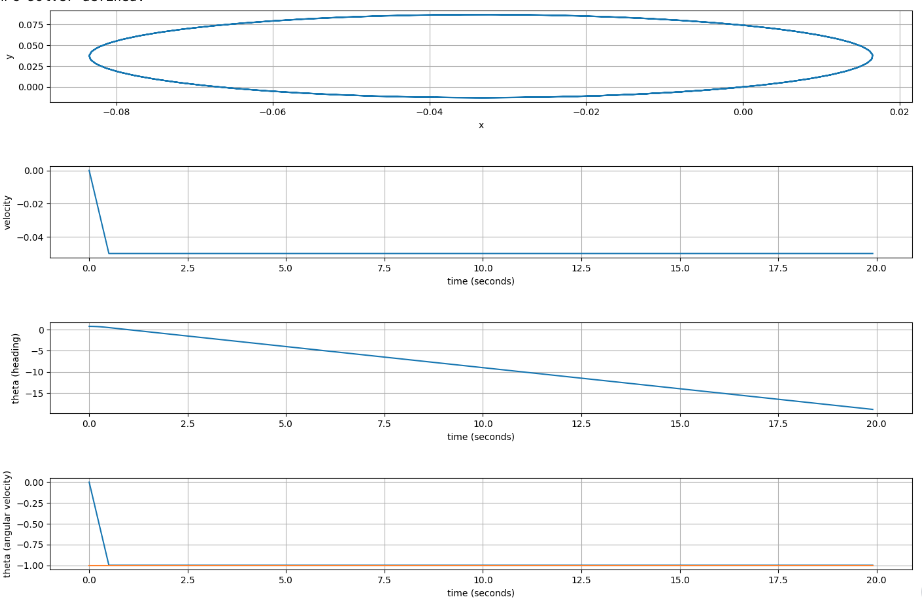 0.075
0.050
0.025
0.000
y
−0.08 −0.06 −0.04 −0.02 0.00 0.02
x
0.00
−0.02
−0.04
velocity
0.0 2.5 5.0 7.5 10.0 12.5 15.0 17.5 20.0
time (seconds)
0
−5
−10
−15
theta (heading)
0.0 2.5 5.0 7.5 10.0 12.5 15.0 17.5 20.0
time (seconds)
0.00
−0.25
−0.50
−0.75
−1.00
theta (angular velocity)
0.0 2.5 5.0 7.5 10.0 12.5 15.0 17.5 20.0
time (seconds)